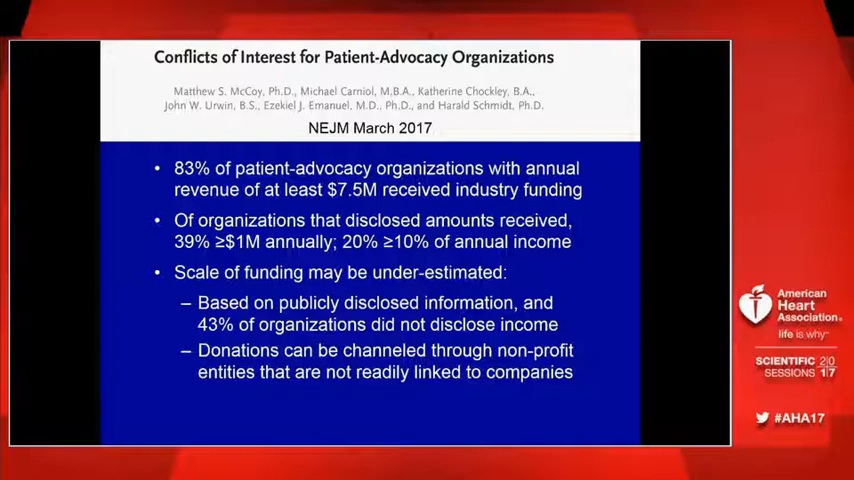 Conflicts of Interest for Patient-Advocacy Organizations
Matthew S. McCoy, Ph.D., Michael Carniol, M.B.A., Katherine Chockley, B.A.,
John W. Urwin, B.S., Ezekiel J. Emanuel, M.D., Ph.D., and Harald Schmidt, Ph.D.
NEJM March 2017
• 83% of patient-advocacy organizations with annual
revenue of at least $7.5M received industry funding
• Of organizations that disclosed amounts received,
39% ≥$1M annually; 20% ≥10% of annual income
• Scale of funding may be under-estimated:
– Based on publicly disclosed information, and
43% of organizations did not disclose income
– Donations can be channeled through non-profit
entities that are not readily linked to companies
American
Heart
Association®
life is why™
SCIENTIFIC 20
SESSIONS 17
#AHA17